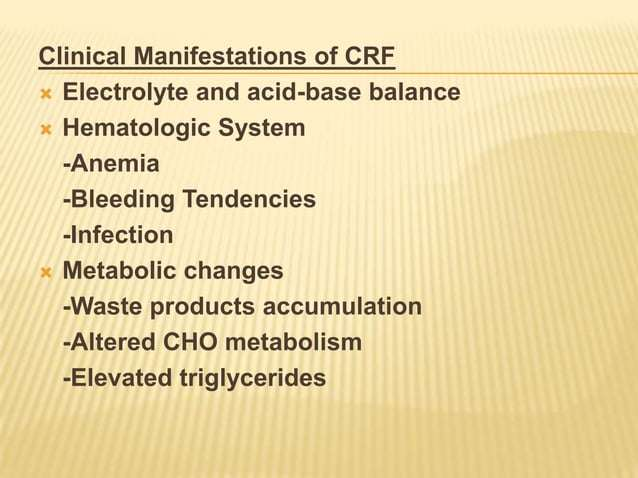 Clinical Manifestations of CRF
Electrolyte and acid-base balance
Hematologic System
-Anemia
-Bleeding Tendencies
-Infection
Metabolic changes
-Waste products accumulation
-Altered CHO metabolism
-Elevated triglycerides